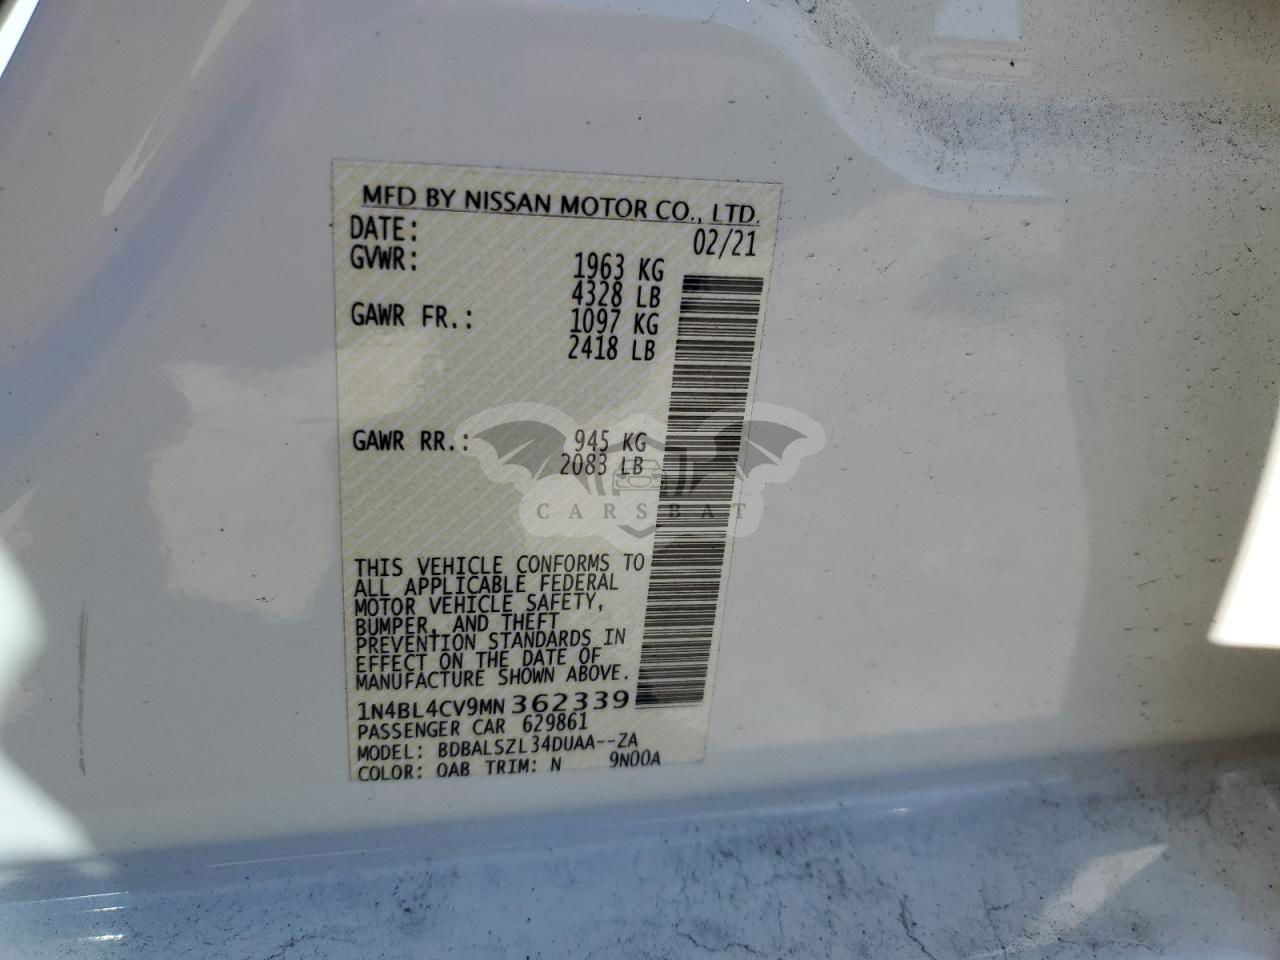 MFD BY NISSAN MOTOR CO., LTD.
DATE: 02/21
GVWR: 1963 KG
4328 LB
GAWR FR.: 1097 KG
2418 LB
GAWR RR.: 945 KG
2083 LB
CARSBAT
THIS VEHICLE CONFORMS TO
ALL APPLICABLE FEDERAL
MOTOR VEHICLE SAFETY,
BUMPER, AND THEFT
PREVENTION STANDARDS IN
EFFECT ON THE DATE OF
MANUFACTURE SHOWN ABOVE.
1N4BL4CV9MN362339
PASSENGER CAR 629861
MODEL: BDBALSZL34DUAA--ZA
COLOR: QAB TRIM: N 9N00A